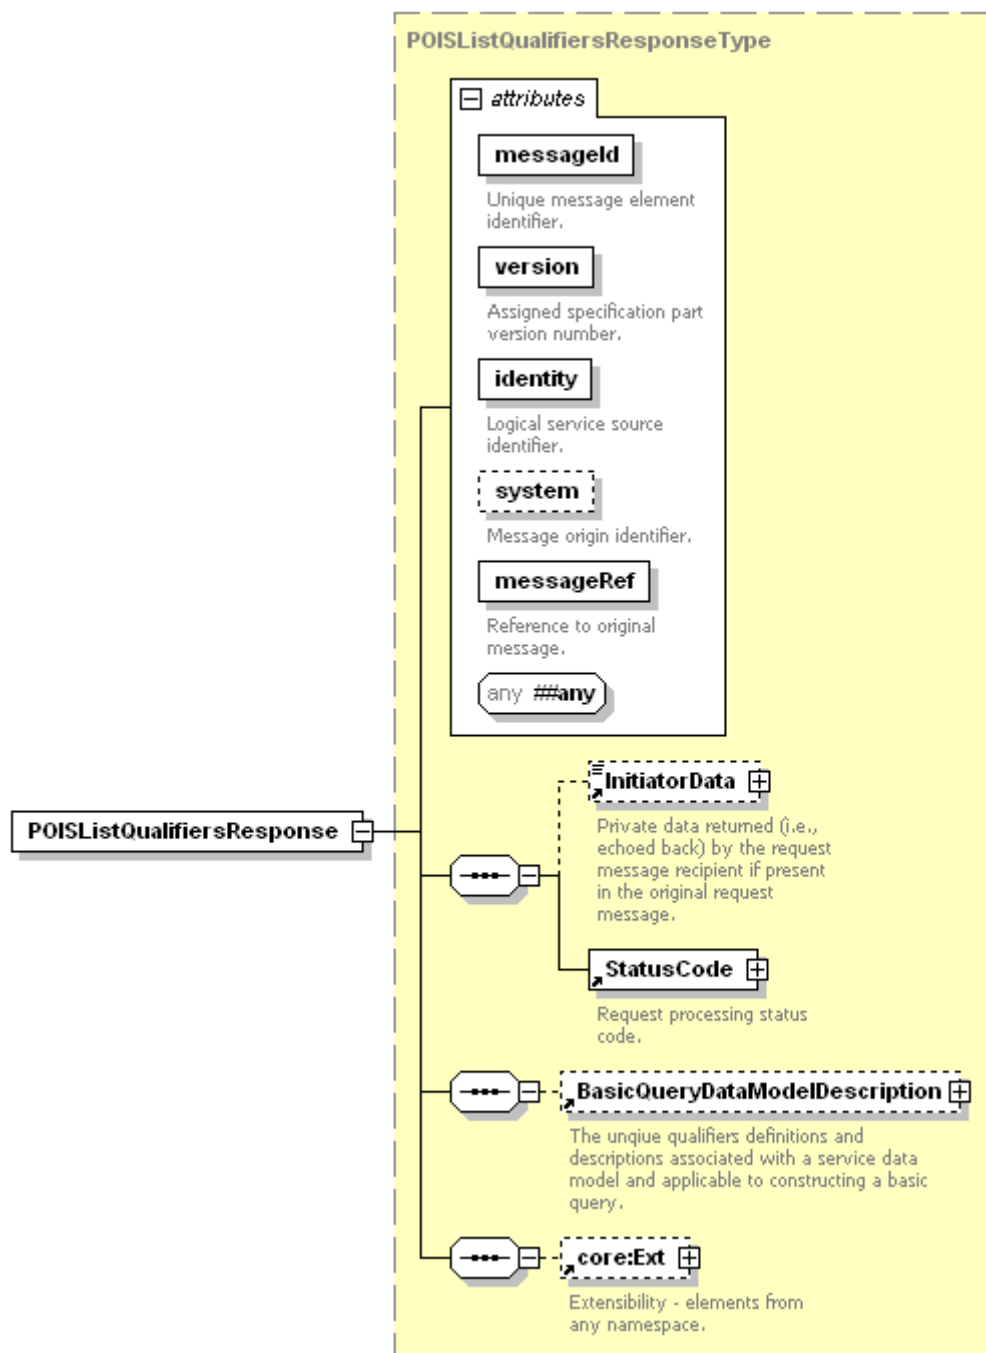 POISListQualifiersResponseType
attributes
messageId
Unique message element
identifier.
version
Assigned specification part
version number.
identity
Logical service source
identifier.
system
Message origin identifier.
messageRef
Reference to original
message.
any ##any
POISListQualifiersResponse
InitiatorData
Private data returned (i.e.,
echoed back) by the request
message recipient if present
in the original request
message.
StatusCode
Request processing status
code.
BasicQueryDataModelDescription
The unqiue qualifiers definitions and
descriptions associated with a service data
model and applicable to constructing a basic
query.
core:Ext
Extensibility - elements from
any namespace.